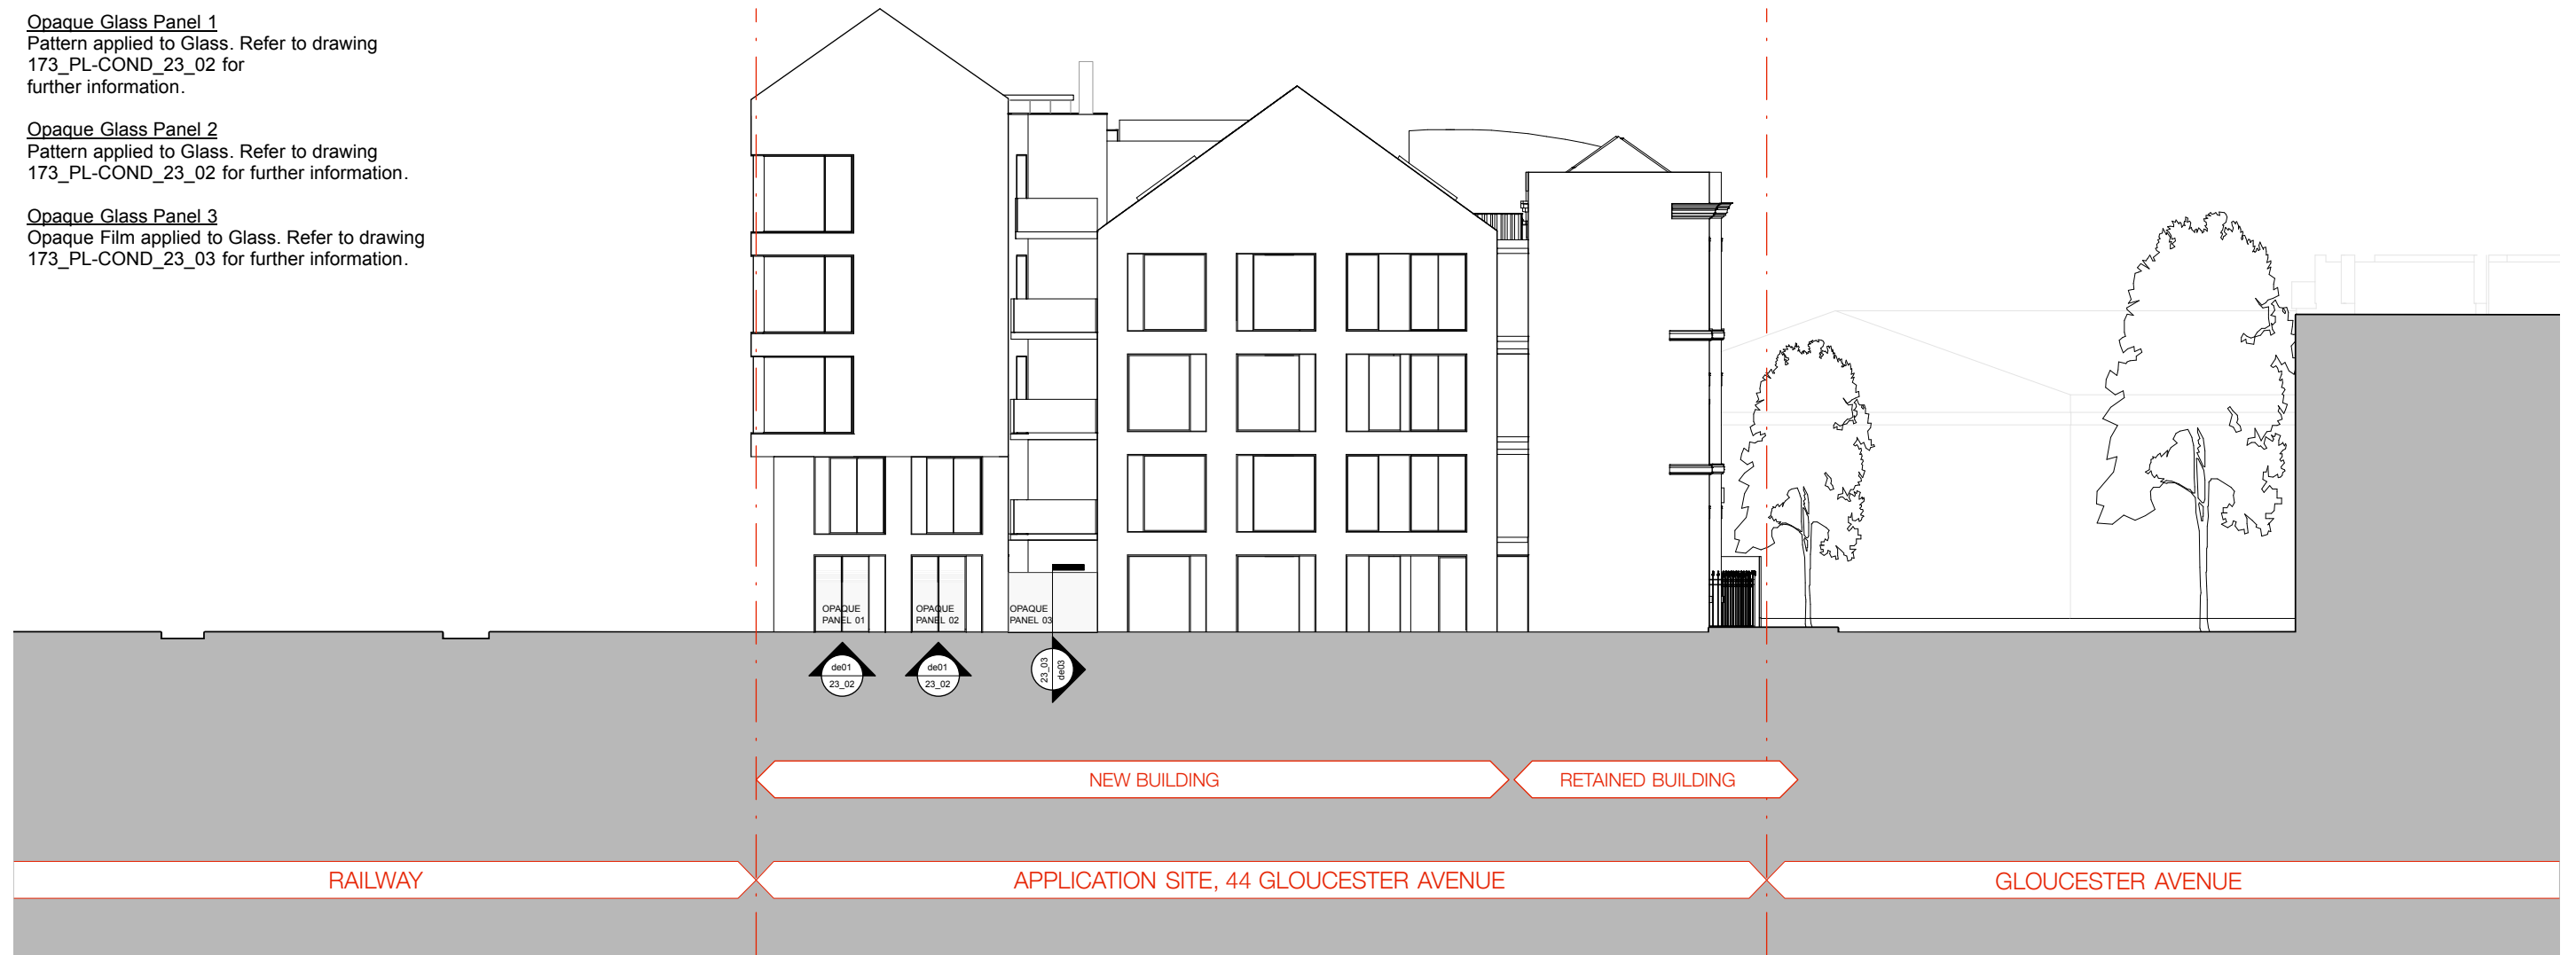 Opaque Glass Panel 1
Pattern applied to Glass. Refer to drawing
173_PL-COND_23_02 for
further information.
Opaque Glass Panel 2
Pattern applied to Glass. Refer to drawing
173_PL-COND_23_02 for further information.
Opaque Glass Panel 3
Opaque Film applied to Glass. Refer to drawing
173_PL-COND_23_03 for further information.
OPAQUE
PANEL 01
OPAQUE
PANEL 02
OPAQUE
PANEL 03
de01
23_02
de01
23_02
23_03
de03
NEW BUILDING
RETAINED BUILDING
RAILWAY
APPLICATION SITE, 44 GLOUCESTER AVENUE
GLOUCESTER AVENUE